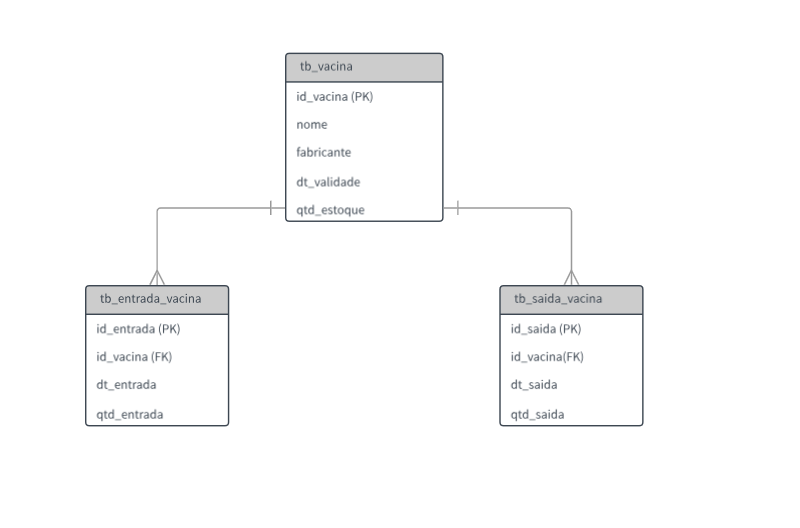 tb_vacina
id_vacina (PK)
nome
fabricante
dt_validade
qtd_estoque
tb_entrada_vacina
id_entrada (PK)
id_vacina (FK)
dt_entrada
qtd_entrada
tb_saida_vacina
id_saida (PK)
id_vacina(FK)
dt_saida
qtd_saida